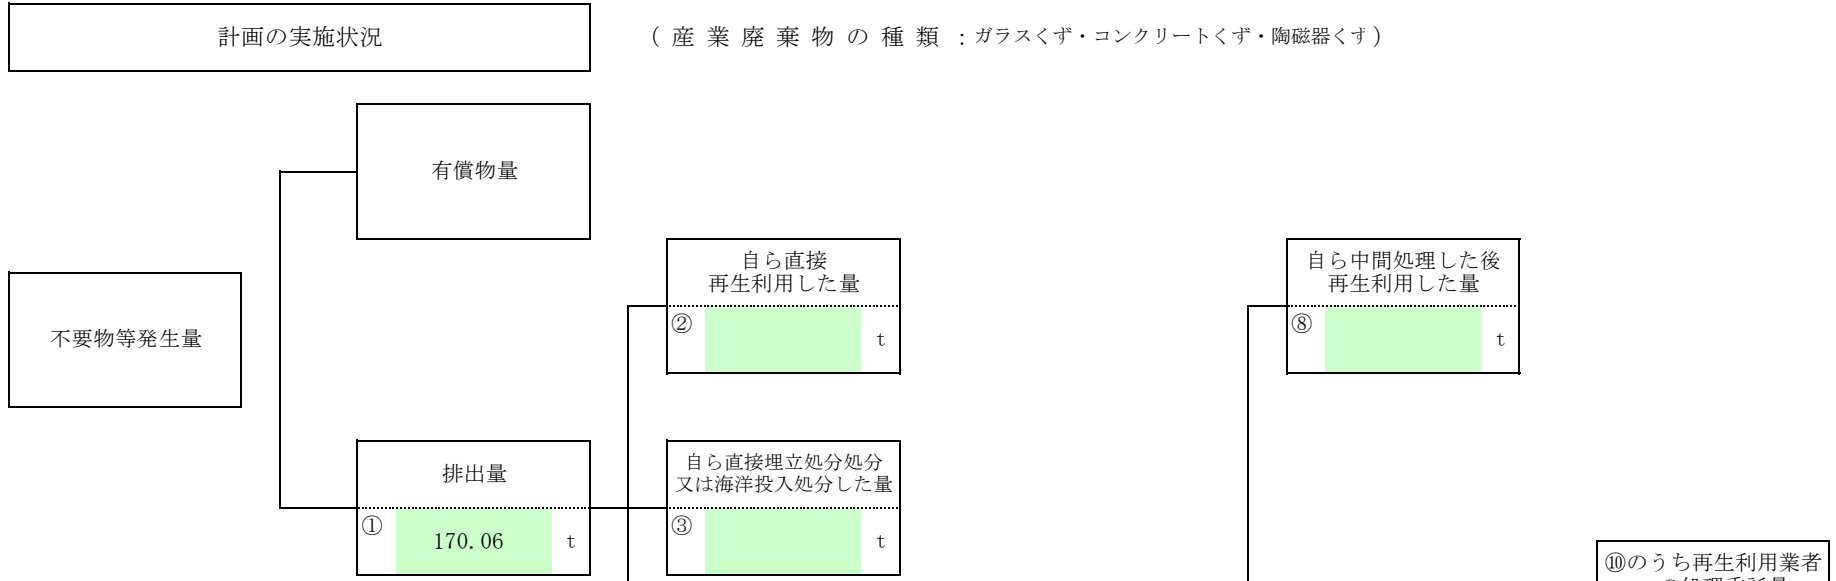 計画の実施状況
（産業廃棄物の種類：ガラスくず・コンクリートくず・陶磁器くず）
有償物量
自ら直接
再生利用した量
② t
自ら中間処理した後
再生利用した量
⑧ t
不要物等発生量
排出量
① 170.06 t
自ら直接埋立処分処分
又は海洋投入処分した量
③ t
⑩のうち再生利用業者